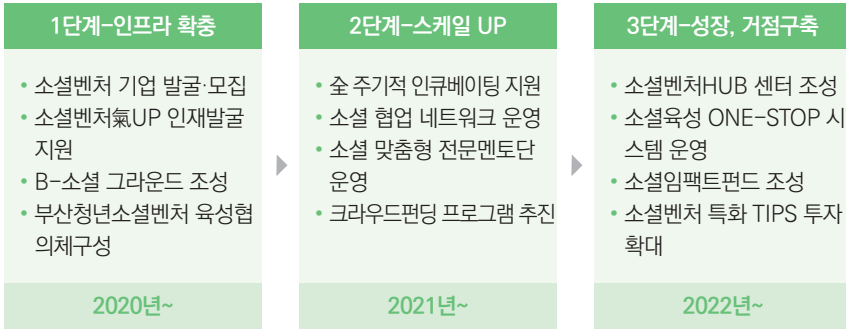 1단계-인프라 확충
• 소셜벤처 기업 발굴·모집
• 소셜벤처氣UP 인재발굴
지원
• B-소셜 그라운드 조성
• 부산청년소셜벤처 육성협
의체구성
2020년~
2단계-스케일 UP
• 全 주기적 인큐베이팅 지원
• 소셜 협업 네트워크 운영
• 소셜 맞춤형 전문멘토단
운영
• 크라우드펀딩 프로그램 추진
2021년~
3단계-성장, 거점구축
• 소셜벤처HUB 센터 조성
• 소셜육성 ONE-STOP 시
스템 운영
• 소셜임팩트펀드 조성
• 소셜벤처 특화 TIPS 투자
확대
2022년~